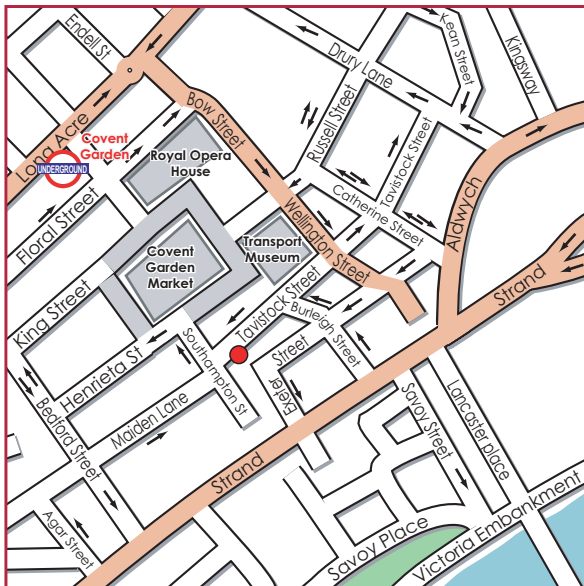 Endell St
Kean Street
Kingsway
Drury Lane
Long Acre
Bow Street
Covent
Garden
UNDERGROUND
Russell Street
Royal Opera
House
Tavistock Street
Catherine Street
Floral Street
Wellington Street
Aldwych
Transport
Museum
Covent
Garden
Market
Strand
King Street
Tavistock Street
Burleigh Street
Southampton St
Henrieta St
Exeter
Street
Maiden Lane
Bedford Street
Savoy Street
Lancaster place
Strand
Agar Street
Savoy Place
Victoria Embankment